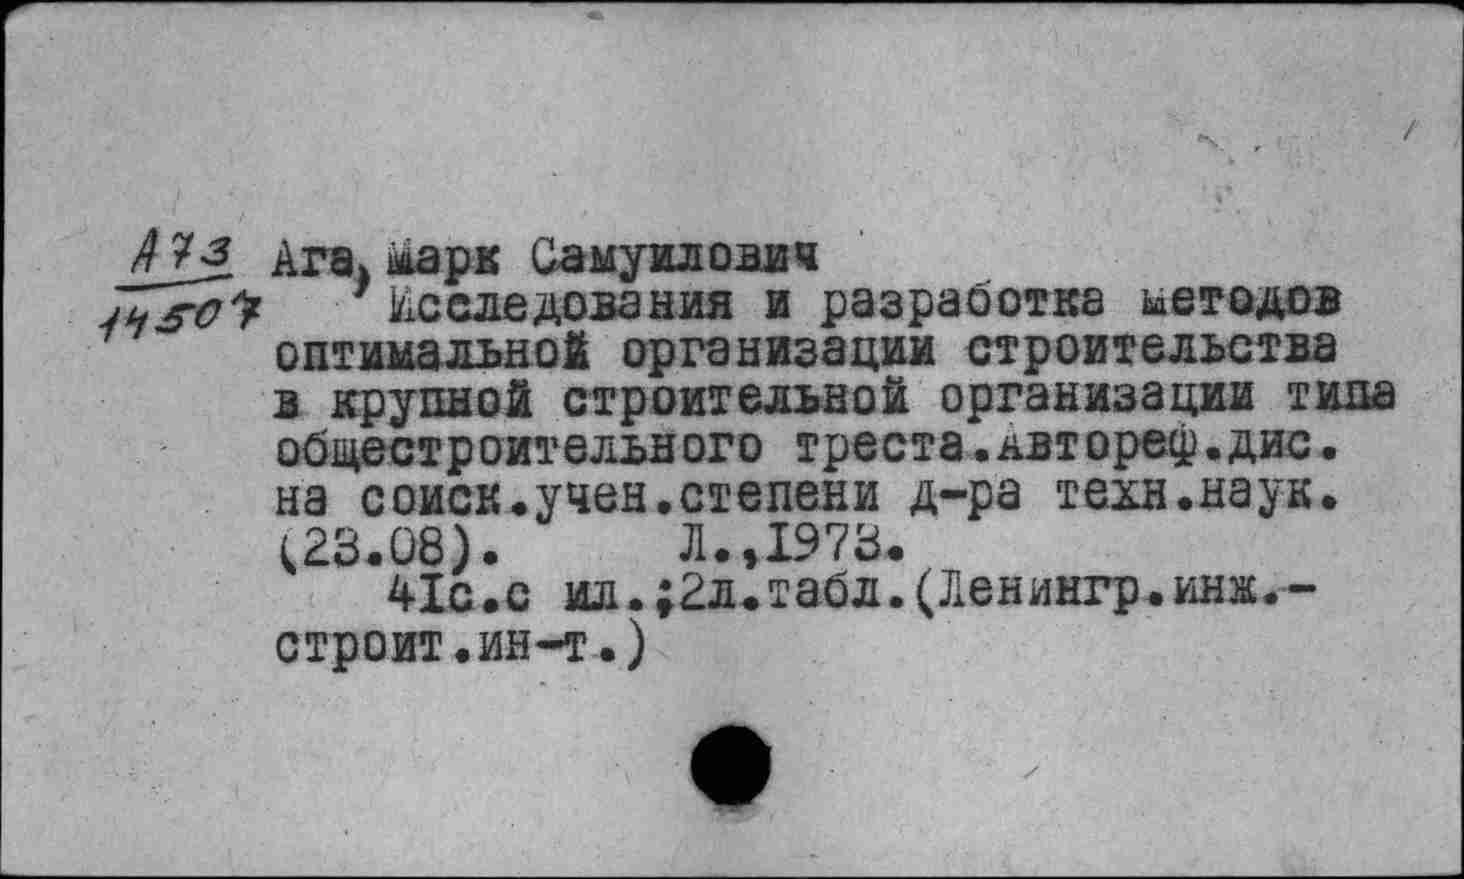 А73 Ага, Марк Самуилович
14507 Исследования и разработка методов
оптимальной организации строительства
в крупной строительной организации типа
общестроительного треста.Автореф.дис.
на соиск.учен.степени д-ра техн.наук.
(23.08). Л.,1973.
41с.с ил.;2л.табл.(Ленингр.инж.-
строит.ин-т.)